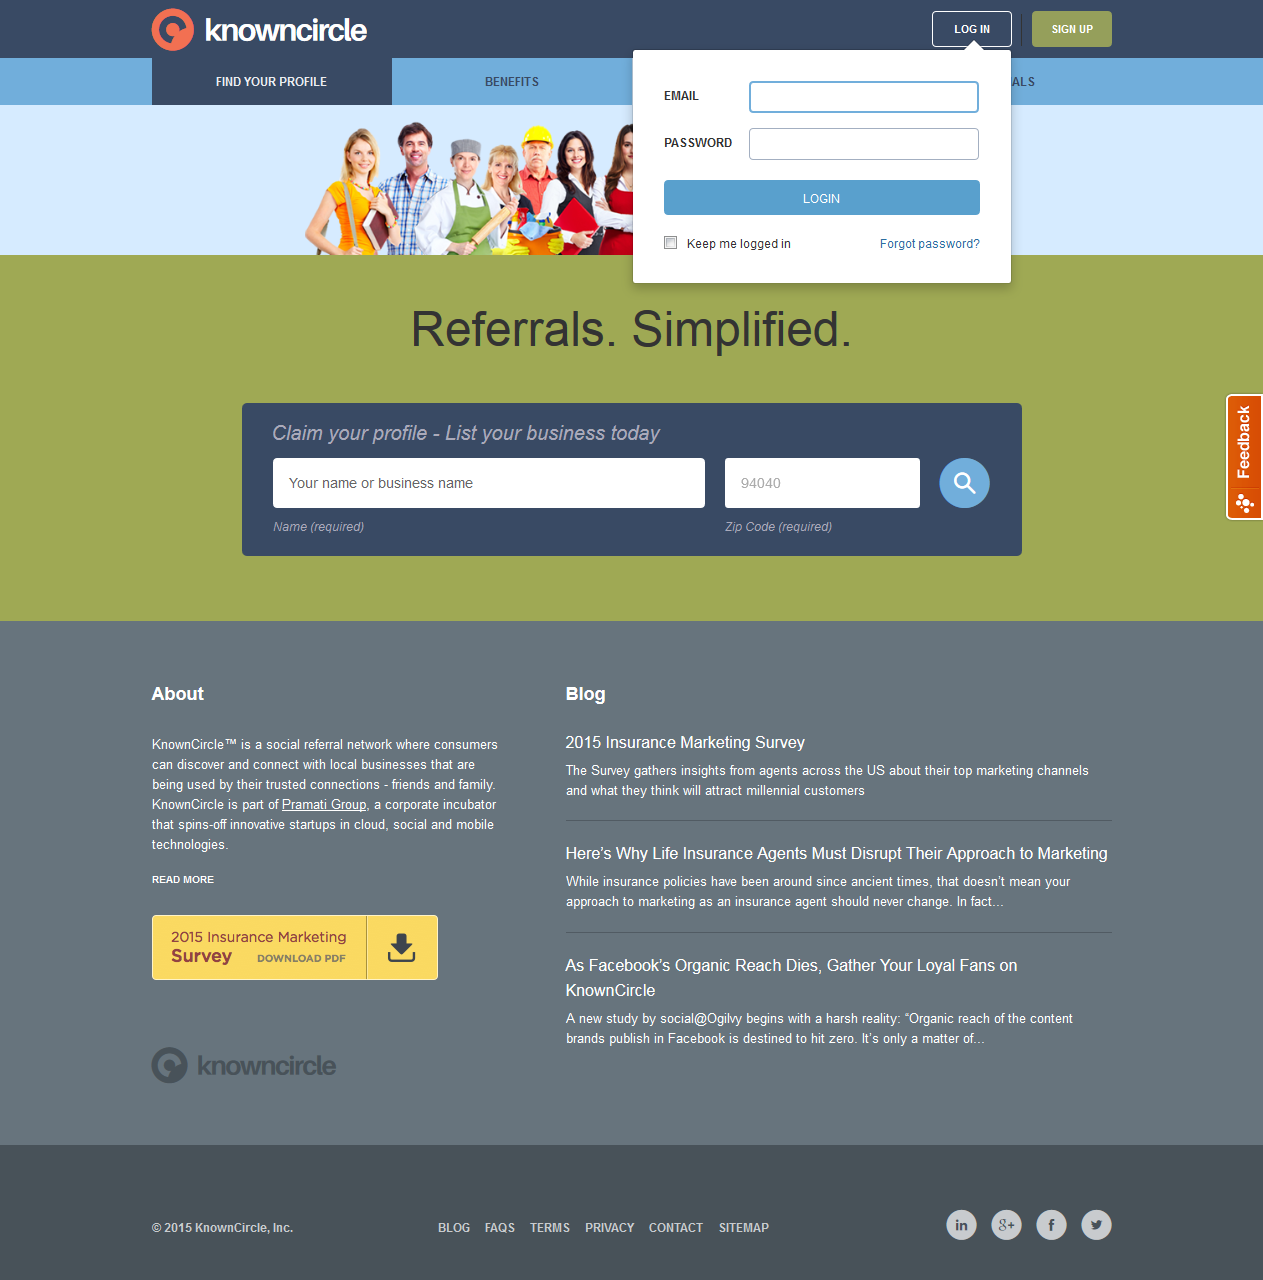 knowncircle
LOG IN
SIGN UP
FIND YOUR PROFILE
BENEFITS
EMAIL
PASSWORD
LOGIN
Keep me logged in
Forgot password?
Referrals. Simplified.
Claim your profile - List your business today
Your name or business name
94040
Name (required)
Zip Code (required)
Feedback
About
KnownCircle™ is a social referral network where consumers
can discover and connect with local businesses that are
being used by their trusted connections - friends and family.
KnownCircle is part of Pramati Group, a corporate incubator
that spins-off innovative startups in cloud, social and mobile
technologies.
READ MORE
2015 Insurance Marketing
Survey DOWNLOAD PDF
knowncircle
Blog
2015 Insurance Marketing Survey
The Survey gathers insights from agents across the US about their top marketing channels
and what they think will attract millennial customers
Here’s Why Life Insurance Agents Must Disrupt Their Approach to Marketing
While insurance policies have been around since ancient times, that doesn’t mean your
approach to marketing as an insurance agent should never change. In fact...
As Facebook’s Organic Reach Dies, Gather Your Loyal Fans on
KnownCircle
A new study by social@Ogilvy begins with a harsh reality: “Organic reach of the content
brands publish in Facebook is destined to hit zero. It’s only a matter of...
© 2015 KnownCircle, Inc.
BLOG FAQS TERMS PRIVACY CONTACT SITEMAP
in g+ f